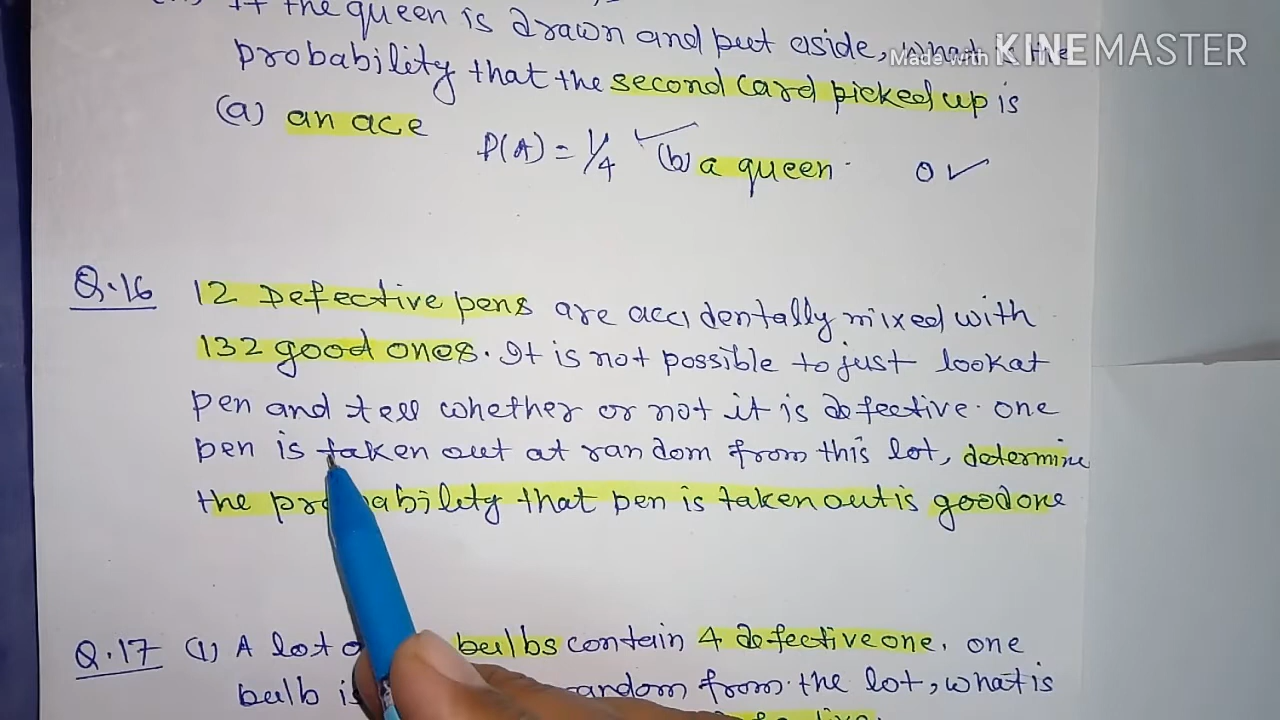 If the queen is drawn and put aside, what is the
probability that the second card picked up is
(a) an ace P(A) = 1/4 (b) a queen. 0
Made with KINEMASTER
Q.16 12 Defective pens are accidentally mixed with
132 good ones. It is not possible to just look at
pen and tell whether or not it is defective. one
pen is taken out at random from this lot, determine
the probability that pen is taken out is good one
Q.17 (1) A lot bulbs contain 4 defective one. one
bulb random from the lot, what is